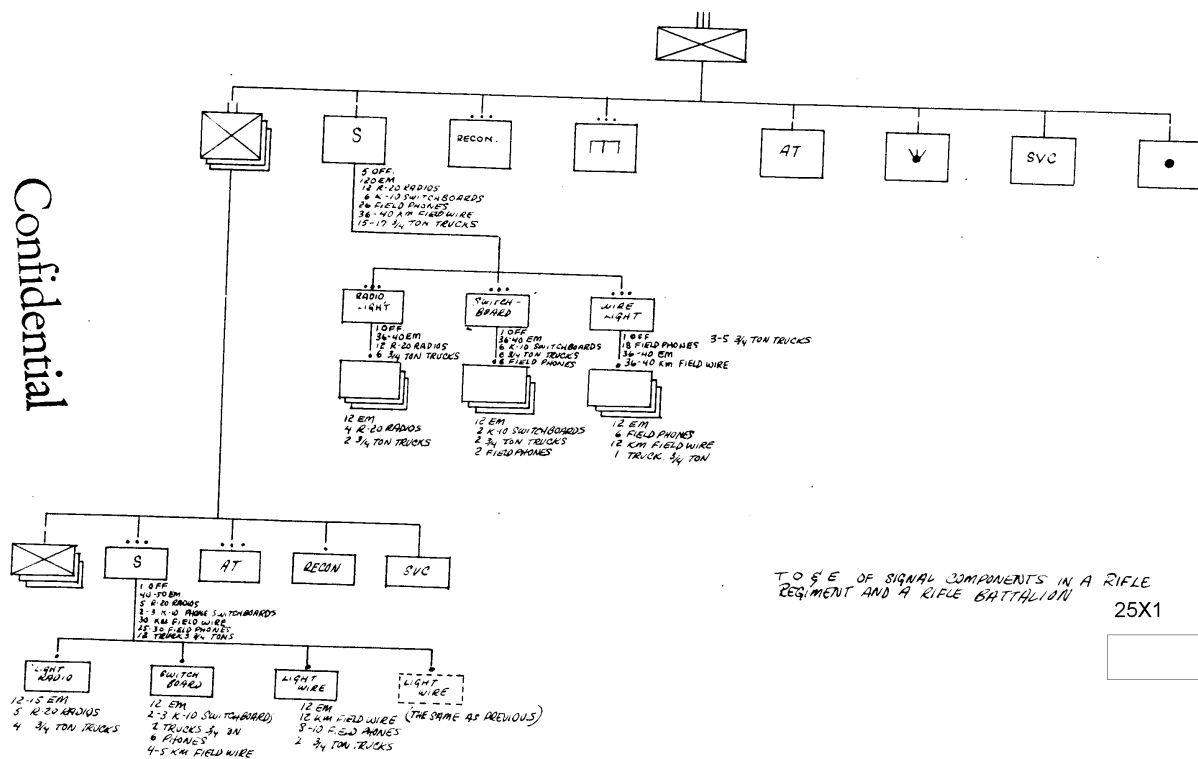 S
RECON.
AT
SVC
5 OFF.
120 EM
12 R-20 RADIOS
6 K-10 SWITCHBOARDS
26 FIELD PHONES
36-40 KM FIELD WIRE
15-17 3/4 TON TRUCKS
Confidential
RADIO
LIGHT
1 OFF
36-40 EM
12 R-20 RADIOS
6 3/4 TON TRUCKS
12 EM
4 R-20 RADIOS
2 3/4 TON TRUCKS
SWITCH-
BOARD
1 OFF
36-40 EM
6 K-10 SWITCHBOARDS
6 3/4 TON TRUCKS
6 FIELD PHONES
12 EM
2 K-10 SWITCHBOARDS
2 3/4 TON TRUCKS
2 FIELD PHONES
WIRE
LIGHT
1 OFF
18 FIELD PHONES 3-5 3/4 TON TRUCKS
36-40 EM
36-40 KM FIELD WIRE
12 EM
6 FIELD PHONES
12 KM FIELD WIRE
1 TRUCK. 3/4 TON
S
AT
RECON
SVC
1 OFF
40-50 EM
5 R-20 RADIOS
2-3 K-10 PHONE SWITCHBOARDS
30 KM FIELD WIRE
25-30 FIELD PHONES
TRUCKS 3/4 TONS
LIGHT
RADIO
12-15 EM
5 R-20 RADIOS
4 3/4 TON TRUCKS
SWITCH
BOARD
12 EM
2-3 K-10 SWITCHBOARDS
2 TRUCKS 3/4 ON
6 PHONES
4-5 KM FIELD WIRE
LIGHT
WIRE
12 EM
12 KM FIELD WIRE
8-10 FIELD PHONES
2 3/4 TON TRUCKS
LIGHT
WIRE
(THE SAME AS PREVIOUS)
T O & E OF SIGNAL COMPONENTS IN A RIFLE
REGIMENT AND A RIFLE BATTALION
25X1